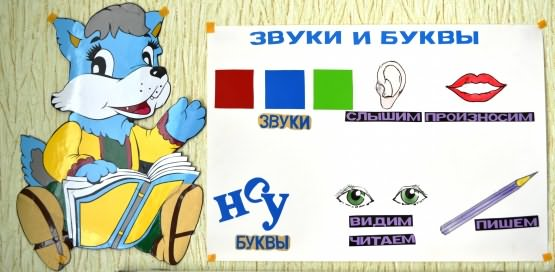 ЗВУКИ И БУКВЫ
ЗВУКИ
СЛЫШИМ ПРОИЗНОСИМ
НОУ
БУКВЫ
ВИДИМ
ЧИТАЕМ
ПИШЕМ